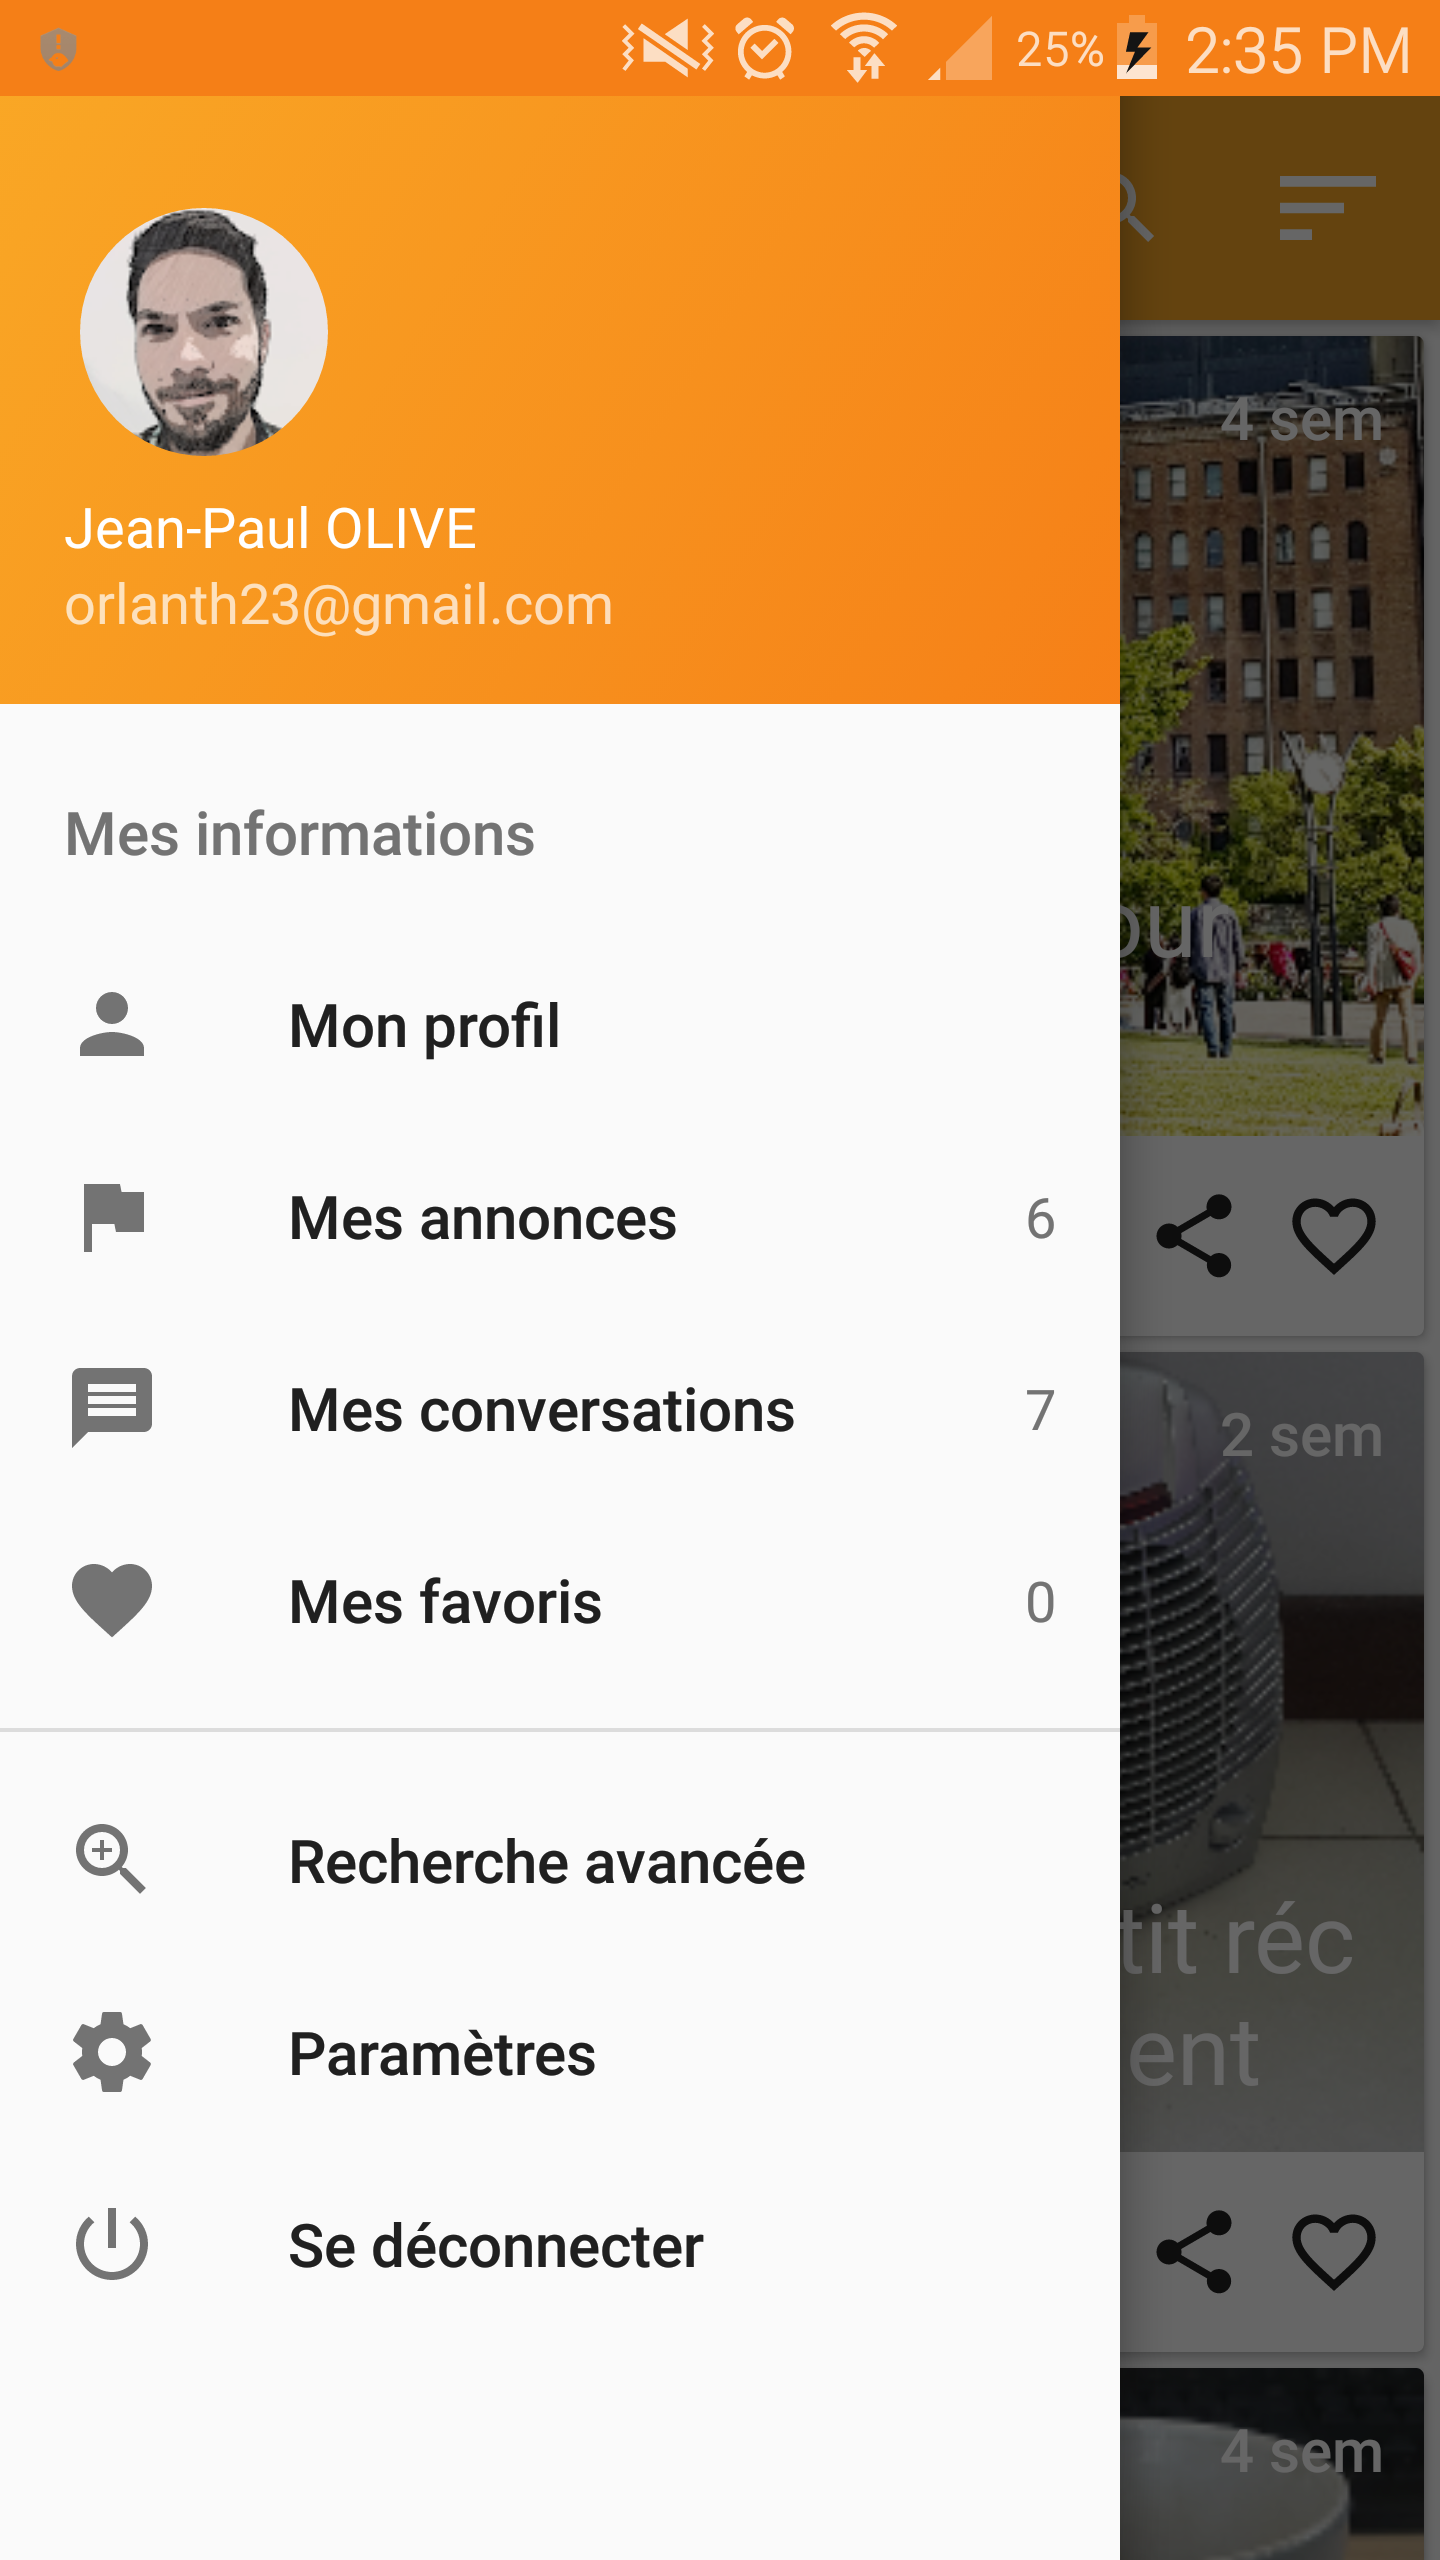 25% 2:35 PM
Jean-Paul OLIVE
orlanth23@gmail.com
4 sem
Mes informations
Mon profil
Mes annonces 6
Mes conversations 7
2 sem
Mes favoris 0
Recherche avancée
Paramètres
Se déconnecter
4 sem